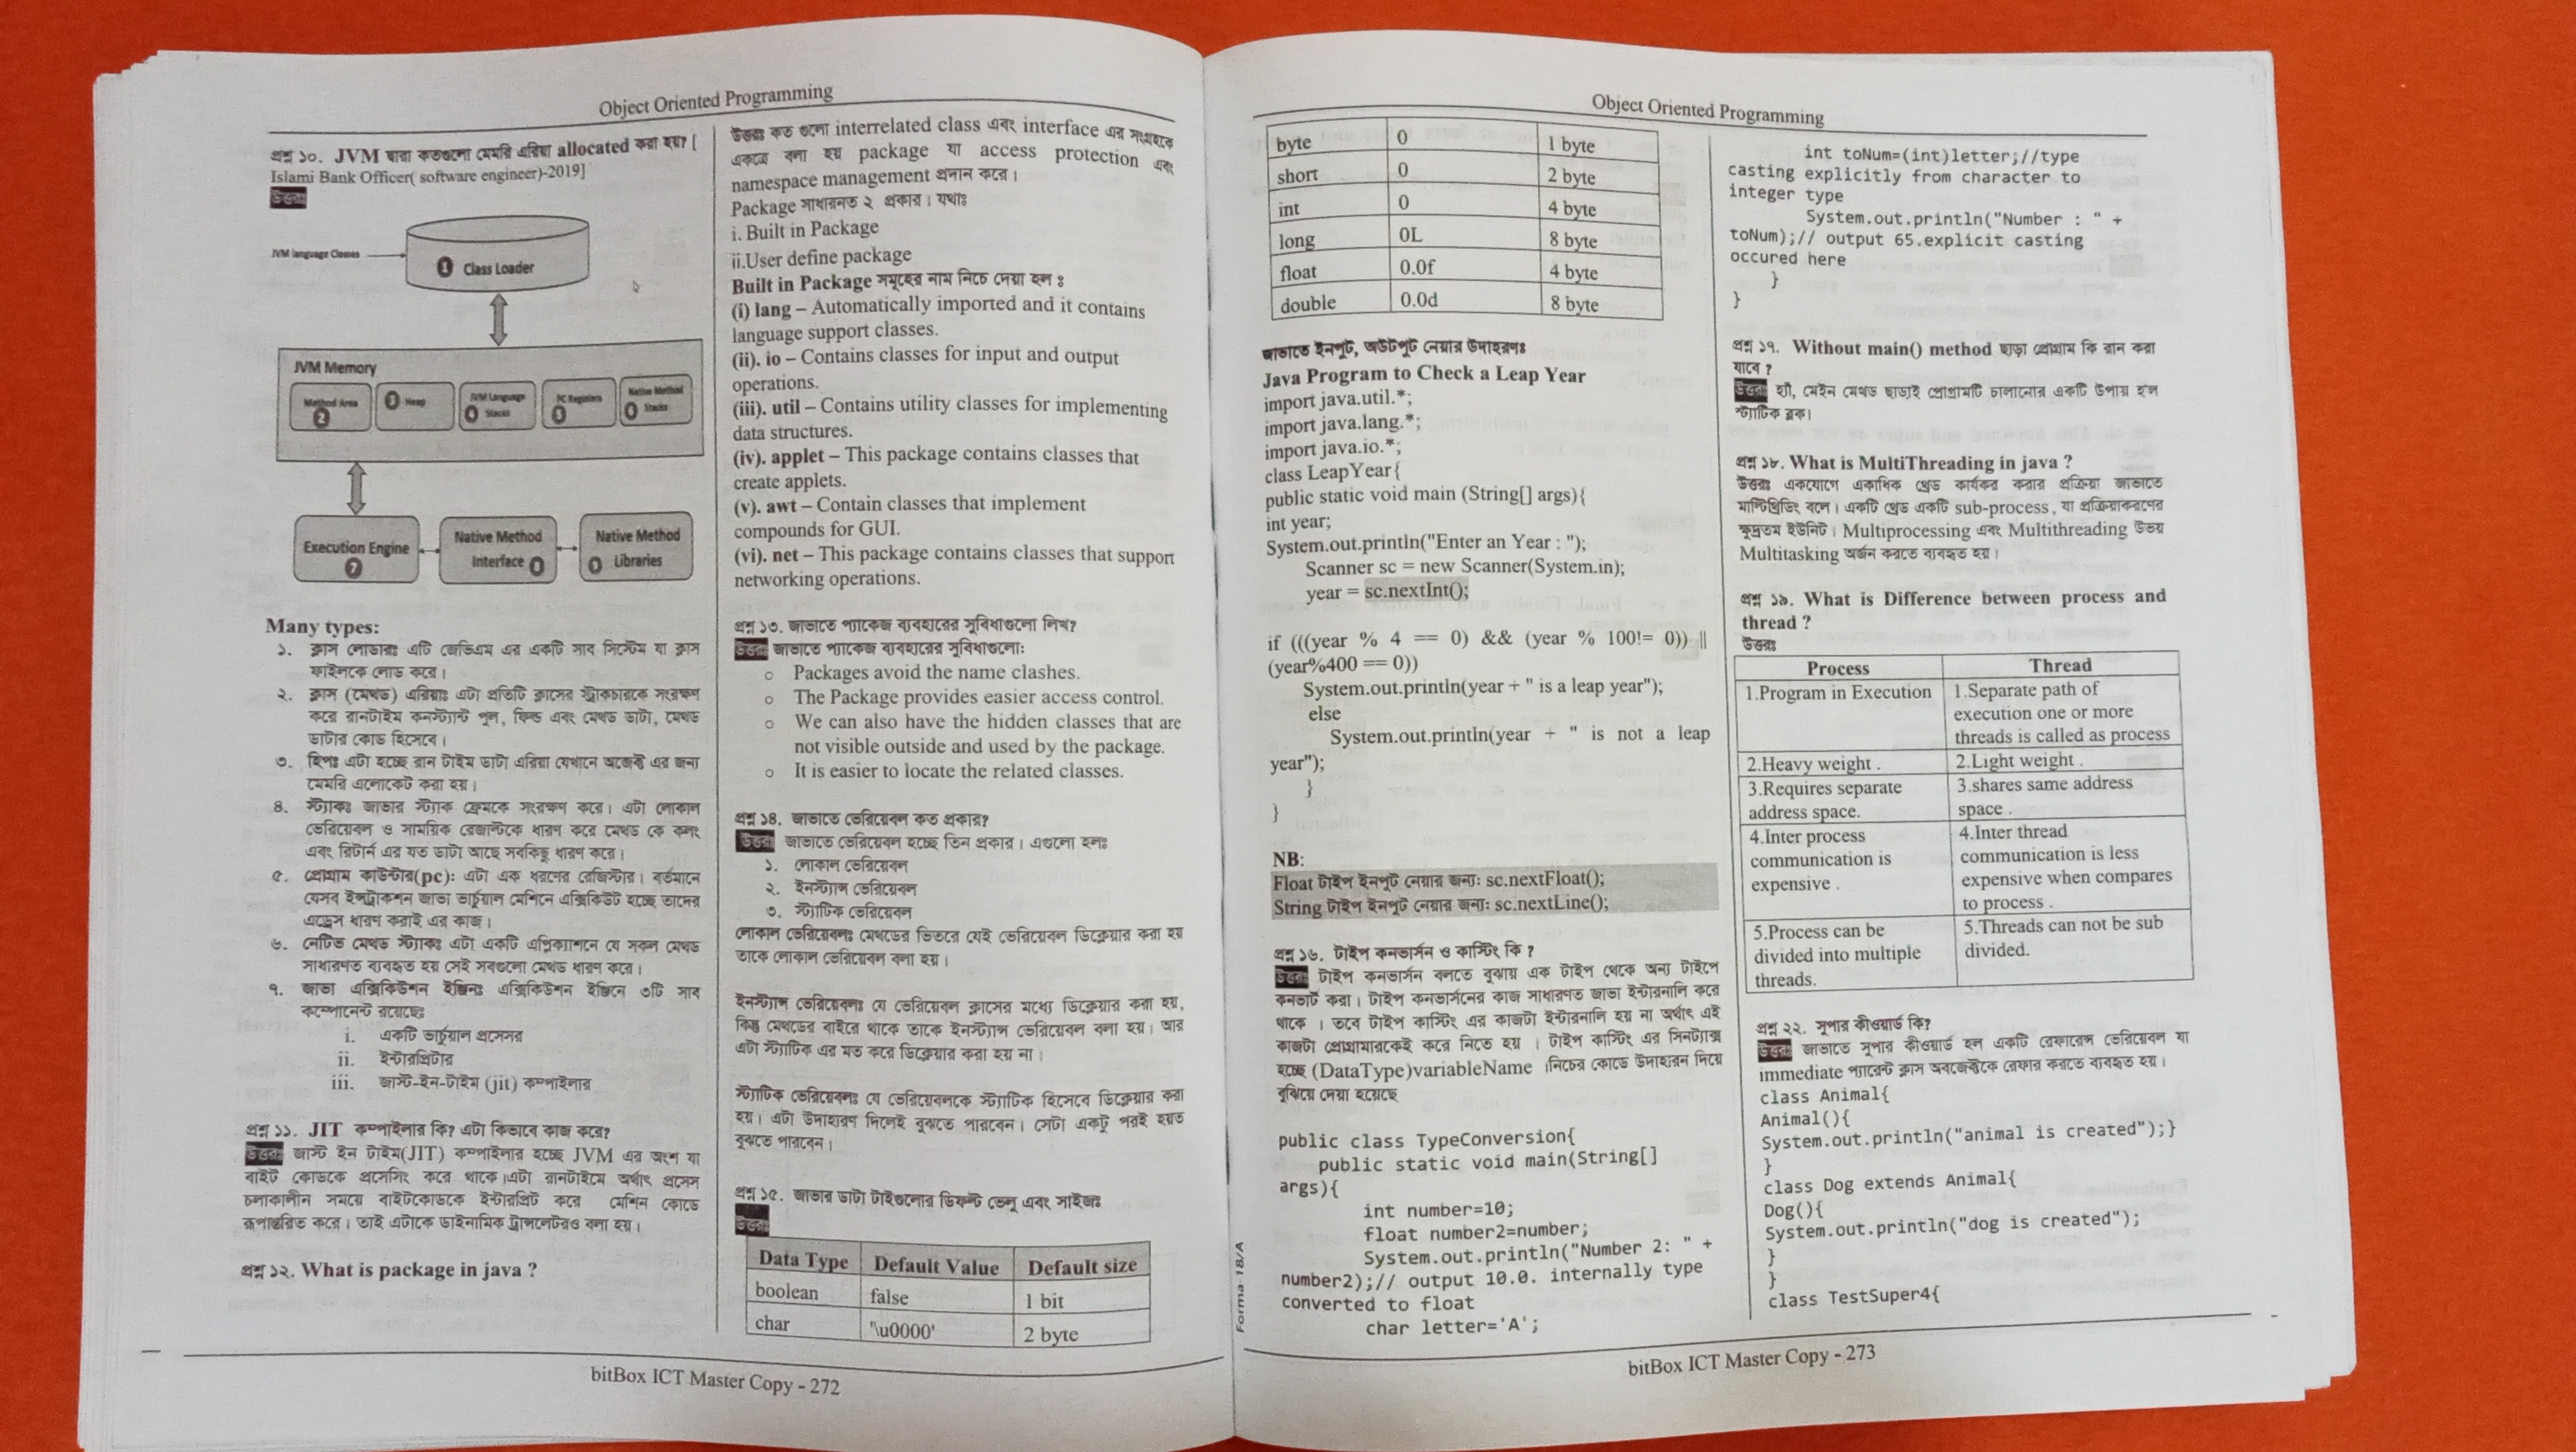 Object Oriented Programming
প্রশ্ন ১০. JVM দ্বারা কতগুলো মেমরি এরিয়া allocated করা হয়? [
Islami Bank Officer( software engineer)-2019]
উত্তরঃ
JVM language Classes
1 Class Loader
JVM Memory
Method Area
2
3 Heap
JVM Language
Stacks
PC Registers
Native Method
Stacks
Execution Engine
7
Native Method
Interface
Native Method
Libraries
Many types:
১. ক্লাস লোডারঃ এটি জেভিএম এর একটি সাব সিস্টেম যা ক্লাস
ফাইলকে লোড করে।
২. ক্লাস (মেথড) এরিয়াঃ এটা প্রতিটি ক্লাসের স্ট্রাকচারকে সংরক্ষণ
করে রানটাইম কনস্ট্যান্ট পুল, ফিল্ড এবং মেথড ডাটা, মেথড
ডাটার কোড হিসেবে।
৩. হিপঃ এটা হচ্ছে রান টাইম ডাটা এরিয়া যেখানে অজেক্ট এর জন্য
মেমরি এলোকেট করা হয়।
৪. স্ট্যাকঃ জাভার স্ট্যাক ফ্রেমকে সংরক্ষণ করে। এটা লোকাল
ভেরিয়েবল ও সাময়িক রেজাল্টকে ধারণ করে মেথড কে কলং
এবং রিটার্ন এর যত ডাটা আছে সবকিছু ধারণ করে।
৫. প্রোগ্রাম কাউন্টার(pc): এটা এক ধরণের রেজিস্টার। বর্তমানে
যেসব ইন্সট্রাকশন জাভা ভার্চুয়াল মেশিনে এক্সিকিউট হচ্ছে তাদের
এড্রেস ধারণ করাই এর কাজ।
৬. নেটিভ মেথড স্ট্যাকঃ এটা একটি এপ্লিক্যাশনে যে সকল মেথড
সাধারণত ব্যবহৃত হয় সেই সবগুলো মেথড ধারণ করে।
৭. জাভা এক্সিকিউশন ইঞ্জিনঃ এক্সিকিউশন ইঞ্জিনে ৩টি সাব
কম্পোনেন্ট রয়েছেঃ
i. একটি ভার্চুয়াল প্রসেসর
ii. ইন্টারপ্রিটার
iii. জাস্ট-ইন-টাইম (jit) কম্পাইলার
প্রশ্ন ১১. JIT কম্পাইলার কি? এটা কিভাবে কাজ করে?
উত্তরঃ জাস্ট ইন টাইম(JIT) কম্পাইলার হচ্ছে JVM এর অংশ যা
বাইট কোডকে প্রসেসিং করে থাকে।এটা রানটাইমে অর্থাৎ প্রসেস
চলাকালীন সময়ে বাইটকোডকে ইন্টারপ্রিট করে মেশিন কোডে
রূপান্তরিত করে। তাই এটাকে ডাইনামিক ট্রান্সলেটরও বলা হয়।
প্রশ্ন ১২. What is package in java ?
উত্তরঃ কত গুলো interrelated class এবং interface এর সংগ্রহকে
একত্রে বলা হয় package যা access protection এবং
namespace management প্রদান করে।
Package সাধারনত ২ প্রকার। যথাঃ
i. Built in Package
ii.User define package
Built in Package সমূহের নাম নিচে দেয়া হল ঃ
(i) lang – Automatically imported and it contains
language support classes.
(ii). io – Contains classes for input and output
operations.
(iii). util – Contains utility classes for implementing
data structures.
(iv). applet – This package contains classes that
create applets.
(v). awt – Contain classes that implement
compounds for GUI.
(vi). net – This package contains classes that support
networking operations.
প্রশ্ন ১৩. জাভাতে প্যাকেজ ব্যবহারের সুবিধাগুলো লিখ?
উত্তরঃ জাভাতে প্যাকেজ ব্যবহারের সুবিধাগুলো:
o Packages avoid the name clashes.
o The Package provides easier access control.
o We can also have the hidden classes that are
not visible outside and used by the package.
o It is easier to locate the related classes.
প্রশ্ন ১৪. জাভাতে ভেরিয়েবল কত প্রকার?
উত্তরঃ জাভাতে ভেরিয়েবল হচ্ছে তিন প্রকার। এগুলো হলঃ
১. লোকাল ভেরিয়েবল
২. ইনস্ট্যান্স ভেরিয়েবল
৩. স্ট্যাটিক ভেরিয়েবল
লোকাল ভেরিয়েবলঃ মেথডের ভিতরে যেই ভেরিয়েবল ডিক্লেয়ার করা হয়
তাকে লোকাল ভেরিয়েবল বলা হয়।
ইনস্ট্যান্স ভেরিয়েবলঃ যে ভেরিয়েবল ক্লাসের মধ্যে ডিক্লেয়ার করা হয়,
কিন্তু মেথডের বাইরে থাকে তাকে ইনস্ট্যান্স ভেরিয়েবল বলা হয়। আর
এটা স্ট্যাটিক এর মত করে ডিক্লেয়ার করা হয় না।
স্ট্যাটিক ভেরিয়েবলঃ যে ভেরিয়েবলকে স্ট্যাটিক হিসেবে ডিক্লেয়ার করা
হয়। এটা উদাহারণ দিলেই বুঝতে পারবেন। সেটা একটু পরই হয়ত
বুঝতে পারবেন।
প্রশ্ন ১৫. জাভার ডাটা টাইপগুলোর ডিফল্ট ভেলু এবং সাইজঃ
উত্তরঃ
Data Type Default Value Default size
boolean false 1 bit
char '\u0000' 2 byte
bitBox ICT Master Copy - 272
Object Oriented Programming
byte 0 1 byte
short 0 2 byte
int 0 4 byte
long 0L 8 byte
float 0.0f 4 byte
double 0.0d 8 byte
জাভাতে ইনপুট, অউটপুট নেয়ার উদাহরণঃ
Java Program to Check a Leap Year
import java.util.*;
import java.lang.*;
import java.io.*;
class LeapYear{
public static void main (String[] args){
int year;
System.out.println("Enter an Year : ");
Scanner sc = new Scanner(System.in);
year = sc.nextInt();
if (((year % 4 == 0) && (year % 100!= 0)) ||
(year%400 == 0))
System.out.println(year + " is a leap year");
else
System.out.println(year + " is not a leap
year");
}
}
NB:
Float টাইপ ইনপুট নেয়ার জন্য: sc.nextFloat();
String টাইপ ইনপুট নেয়ার জন্য: sc.nextLine();
প্রশ্ন ১৬. টাইপ কনভার্সন ও কাস্টিং কি ?
উত্তরঃ টাইপ কনভার্সন বলতে বুঝায় এক টাইপ থেকে অন্য টাইপে
কনভার্ট করা। টাইপ কনভার্সনের কাজ সাধারণত জাভা ইন্টারনালি করে
থাকে । তবে টাইপ কাস্টিং এর কাজটা ইন্টারনালি হয় না অর্থাৎ এই
কাজটা প্রোগ্রামারকেই করে নিতে হয় । টাইপ কাস্টিং এর সিনট্যাক্স
হচ্ছে (DataType)variableName ।নিচের কোডে উদাহারন দিয়ে
বুঝিয়ে দেয়া হয়েছে
public class TypeConversion{
public static void main(String[]
args){
int number=10;
float number2=number;
System.out.println("Number 2: " +
number2);// output 10.0. internally type
converted to float
char letter='A';
Forma-18/A
int toNum=(int)letter;//type
casting explicitly from character to
integer type
System.out.println("Number : " +
toNum);// output 65.explicit casting
occured here
}
}
প্রশ্ন ১৭. Without main() method ছাড়া প্রোগ্রাম কি রান করা
যাবে ?
উত্তরঃ হ্যাঁ, মেইন মেথড ছাড়াই প্রোগ্রামটি চালানোর একটি উপায় হ'ল
স্ট্যাটিক ব্লক।
প্রশ্ন ১৮. What is MultiThreading in java ?
উত্তরঃ একযোগে একাধিক থ্রেড কার্যকর করার প্রক্রিয়া জাভাতে
মাল্টিথ্রিডিং বলে। একটি থ্রেড একটি sub-process, যা প্রক্রিয়াকরণের
ক্ষুদ্রতম ইউনিট। Multiprocessing এবং Multithreading উভয়
Multitasking অর্জন করতে ব্যবহৃত হয়।
প্রশ্ন ১৯. What is Difference between process and
thread ?
উত্তরঃ
Process Thread
1.Program in Execution 1.Separate path of
execution one or more
threads is called as process
2.Heavy weight . 2.Light weight .
3.Requires separate 3.shares same address
address space. space .
4.Inter process 4.Inter thread
communication is communication is less
expensive . expensive when compares
to process .
5.Process can be 5.Threads can not be sub
divided into multiple divided.
threads.
প্রশ্ন ২২. সুপার কীওয়ার্ড কি?
উত্তরঃ জাভাতে সুপার কীওয়ার্ড হল একটি রেফারেন্স ভেরিয়েবল যা
immediate প্যারেন্ট ক্লাস অবজেক্টকে রেফার করতে ব্যবহৃত হয়।
class Animal{
Animal(){
System.out.println("animal is created");}
}
class Dog extends Animal{
Dog(){
System.out.println("dog is created");
}
}
class TestSuper4{
bitBox ICT Master Copy - 273